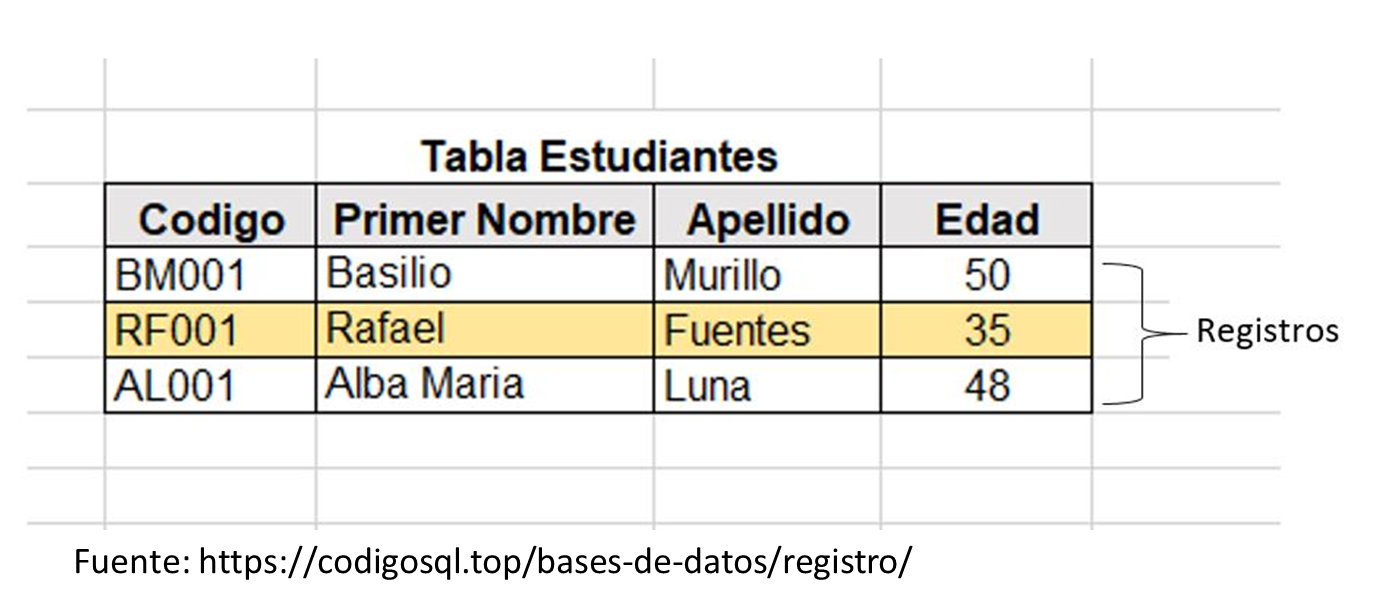 Tabla Estudiantes
Codigo Primer Nombre Apellido Edad
BM001 Basilio Murillo 50
RF001 Rafael Fuentes 35
AL001 Alba Maria Luna 48
Registros
Fuente: https://codigosql.top/bases-de-datos/registro/